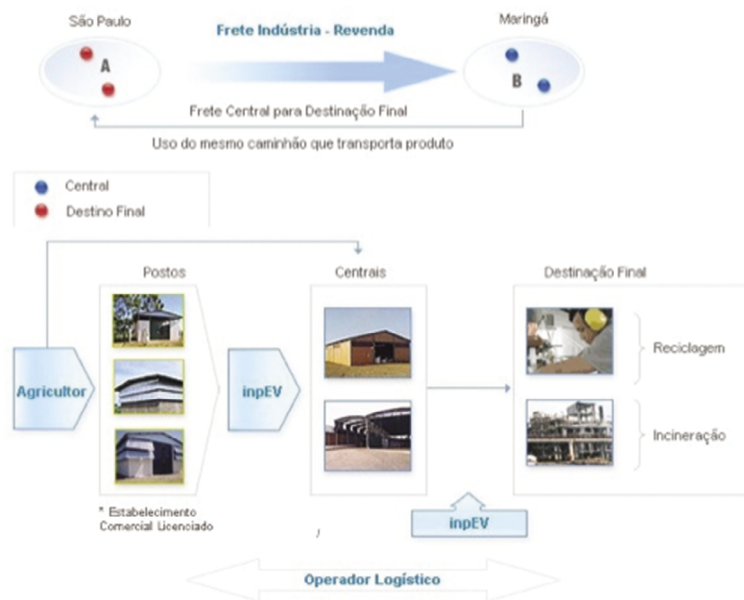 São Paulo
Frete Indústria - Revenda
Maringá
A
B
Frete Central para Destinação Final
Uso do mesmo caminhão que transporta produto
Central
Destino Final
Postos
Centrais
Destinação Final
Agricultor
inpEV
Reciclagem
Incineração
* Estabelecimento
Comercial Licenciado
/
inpEV
Operador Logístico